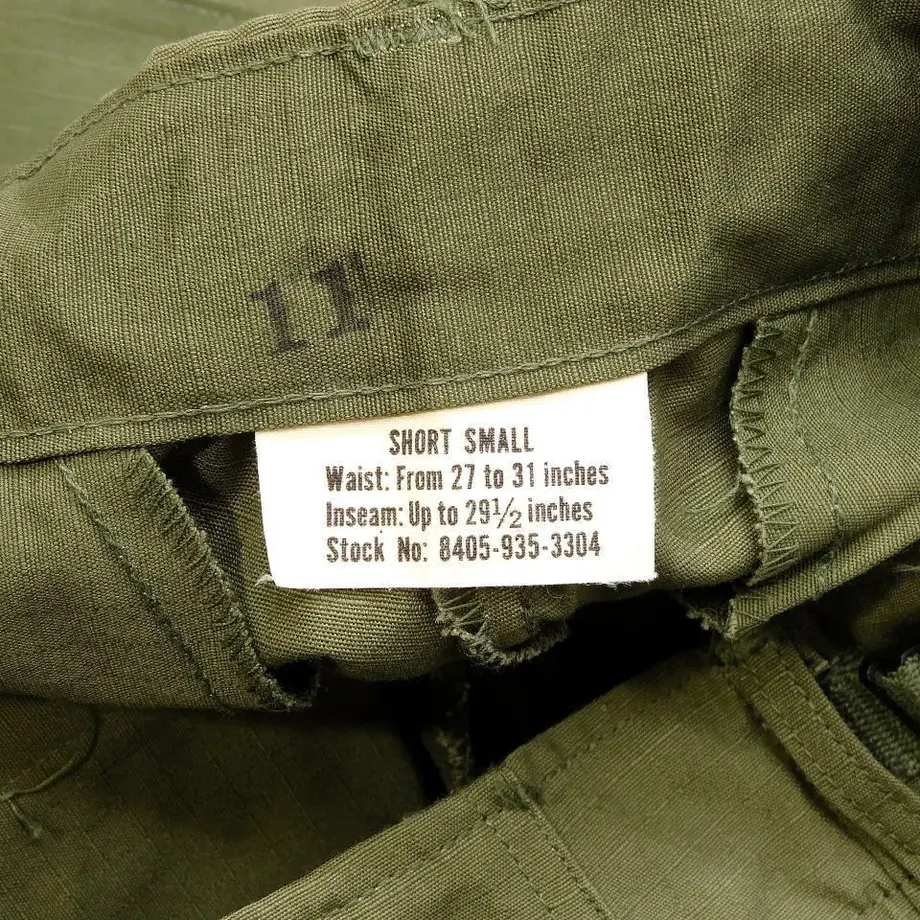 11
SHORT SMALL
Waist: From 27 to 31 inches
Inseam: Up to 29½ inches
Stock No: 8405-935-3304